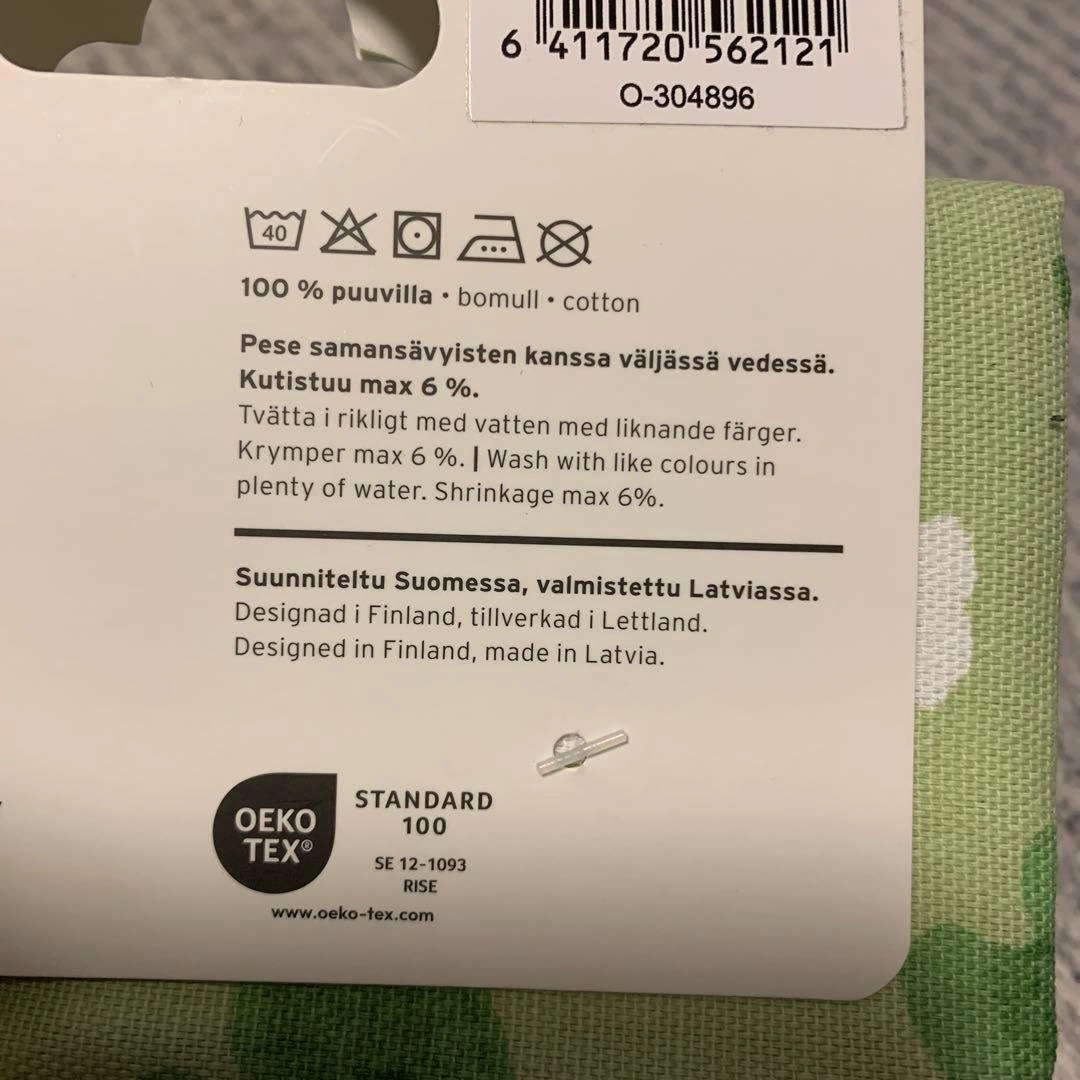 6 411720 562121
O-304896
40
100 % puuvilla • bomull • cotton
Pese samansävyisten kanssa väljässä vedessä.
Kutistuu max 6 %.
Tvätta i rikligt med vatten med liknande färger.
Krymper max 6 %. | Wash with like colours in
plenty of water. Shrinkage max 6%.
Suunniteltu Suomessa, valmistettu Latviassa.
Designad i Finland, tillverkad i Lettland.
Designed in Finland, made in Latvia.
OEKO
TEX®
STANDARD
100
SE 12-1093
RISE
www.oeko-tex.com